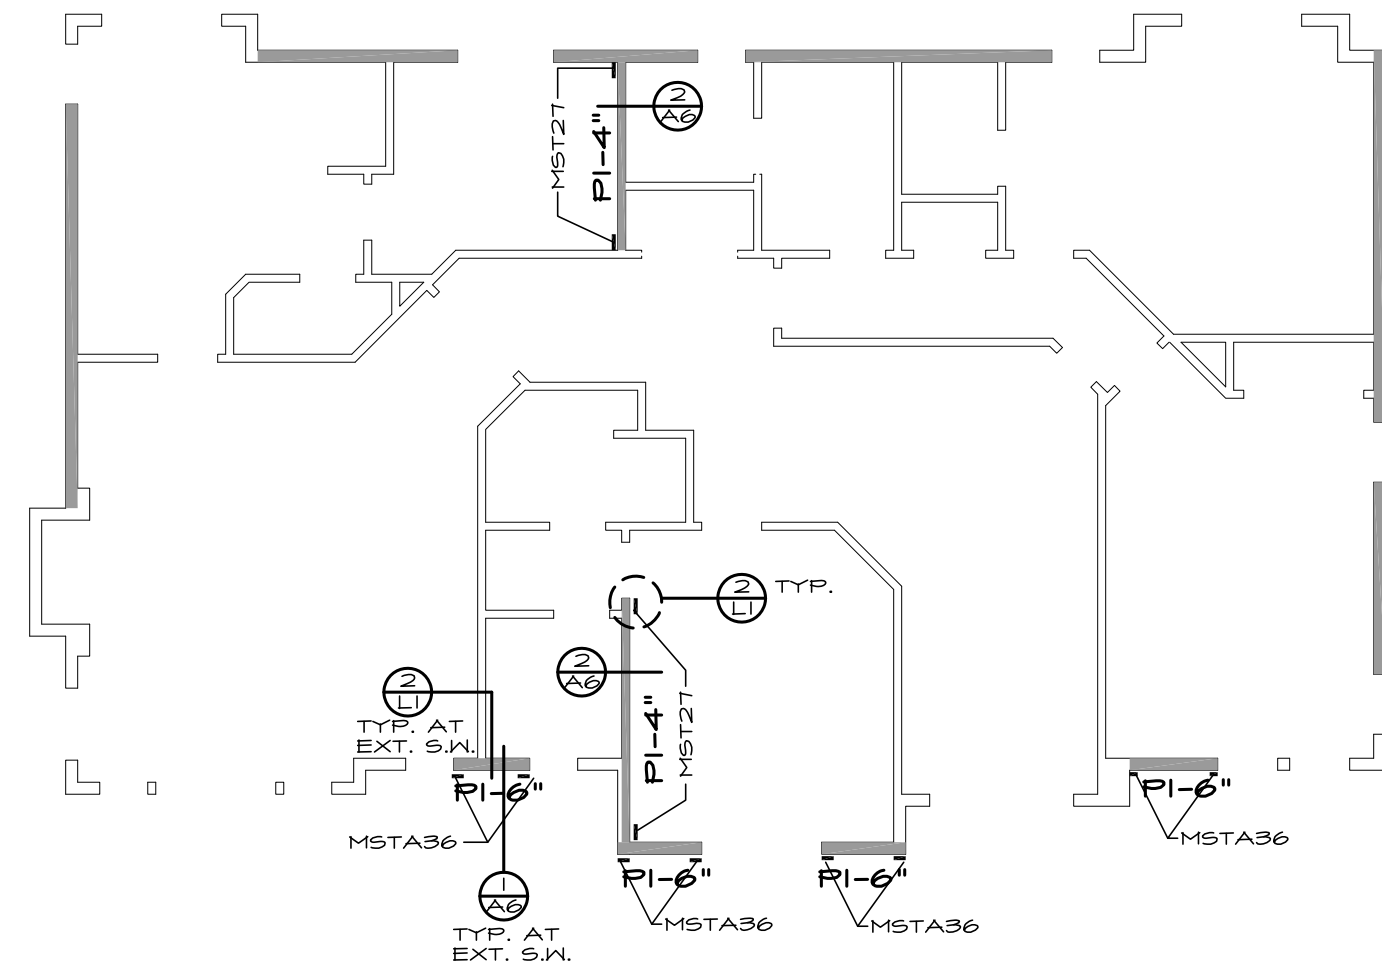 2
A6
MST27
P1-4"
2
L1
TYP.
2
A6
2
L1
TYP. AT
EXT. S.W.
P1-4"
MST27
P1-6"
MSTA36
P1-6"
MSTA36
P1-6"
MSTA36
P1-6"
MSTA36
1
A6
TYP. AT
EXT. S.W.